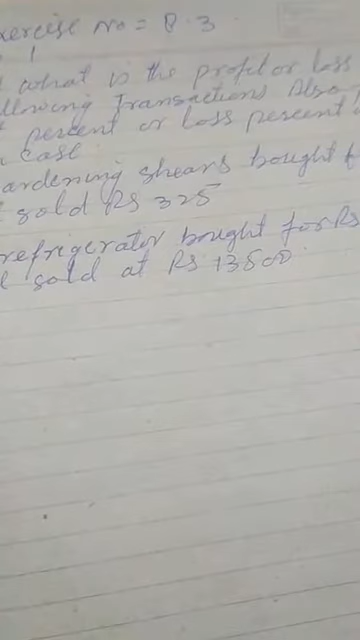 xercise No = 8.3
1
what is the profit or loss
llowing Transactions Also
percent or loss percent
case
ardening shears bought f
sold Rs 325
refrigerator bought for Rs
sold at Rs 13500